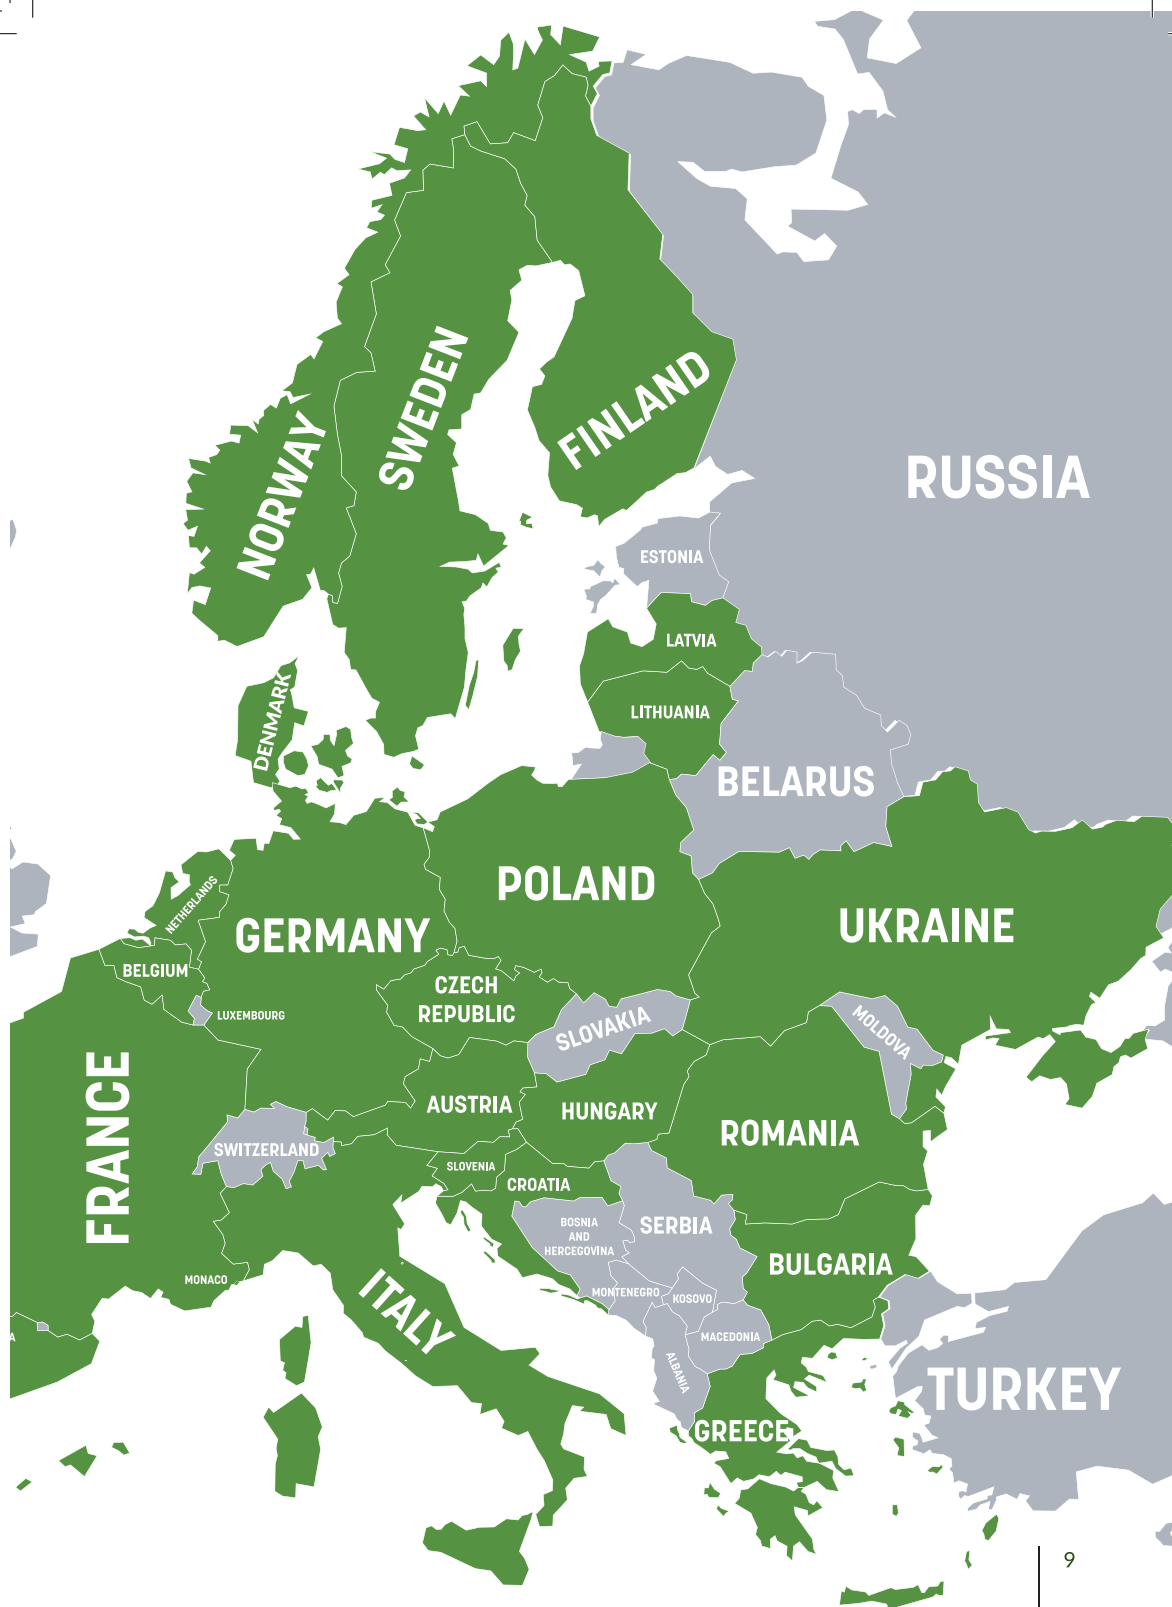 SWEDEN
FINLAND
NORWAY
RUSSIA
ESTONIA
LATVIA
DENMARK
LITHUANIA
BELARUS
POLAND
NETHERLANDS
UKRAINE
GERMANY
BELGIUM
CZECH
REPUBLIC
LUXEMBOURG
SLOVAKIA
MOLDOVA
FRANCE
AUSTRIA
HUNGARY
ROMANIA
SWITZERLAND
SLOVENIA
CROATIA
BOSNIA
AND
HERCEGOVINA
SERBIA
BULGARIA
MONACO
MONTENEGRO
KOSOVO
ITALY
MACEDONIA
A
ALBANIA
TURKEY
GREECE
9